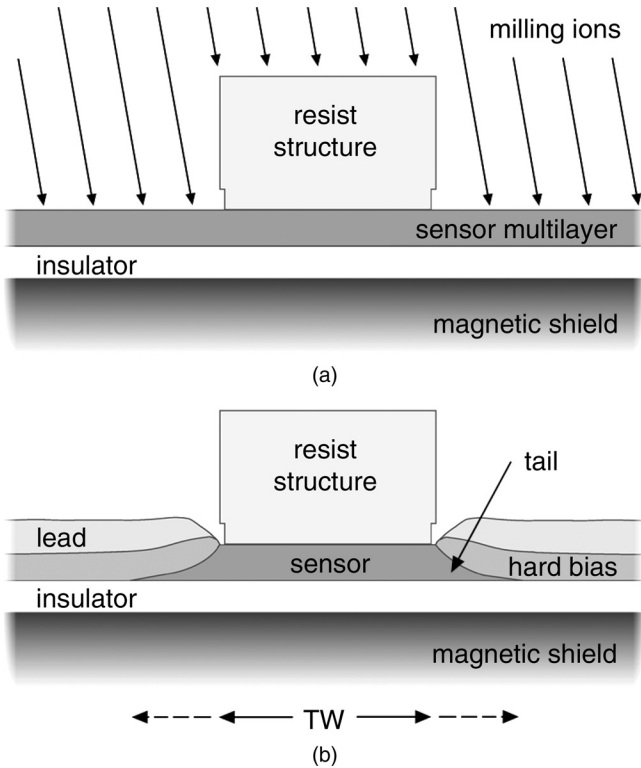 milling ions
resist
structure
sensor multilayer
insulator
magnetic shield
(a)
resist
structure
tail
lead
sensor
hard bias
insulator
magnetic shield
TW
(b)